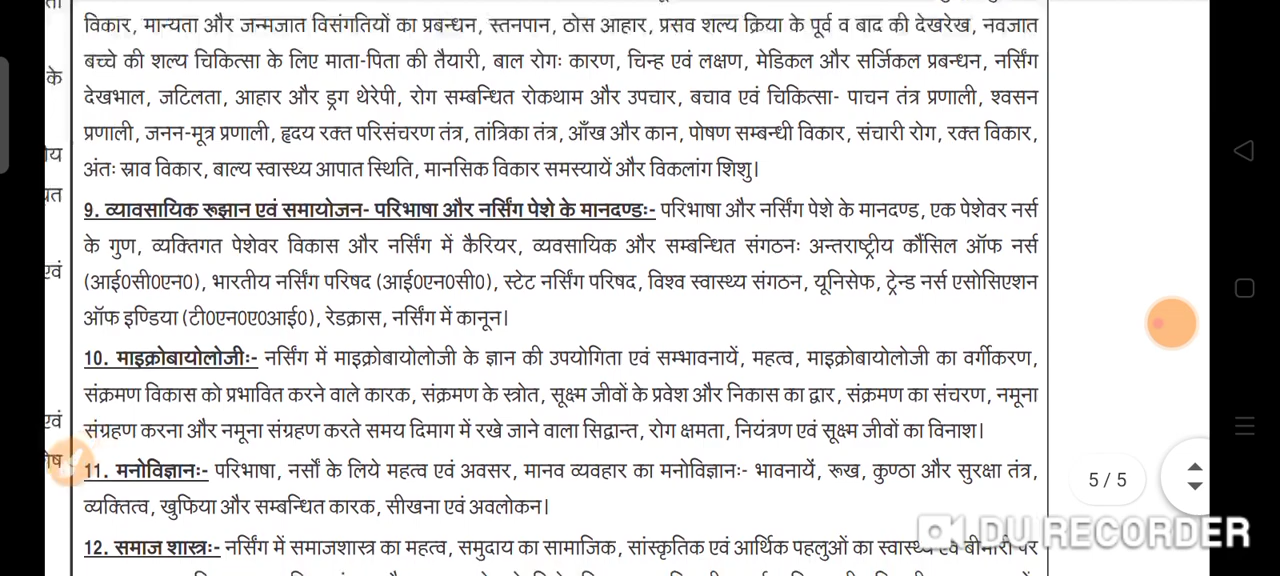 विकार, मान्यता और जन्मजात विसंगतियों का प्रबन्धन, स्तनपान, ठोस आहार, प्रसव शल्य क्रिया के पूर्व व बाद की देखरेख, नवजात
बच्चे की शल्य चिकित्सा के लिए माता-पिता की तैयारी, बाल रोगः कारण, चिन्ह एवं लक्षण, मेडिकल और सर्जिकल प्रबन्धन, नर्सिंग
के
देखभाल, जटिलता, आहार और ड्रग थेरेपी, रोग सम्बन्धित रोकथाम और उपचार, बचाव एवं चिकित्सा- पाचन तंत्र प्रणाली, श्वसन
प्रणाली, जनन-मूत्र प्रणाली, हृदय रक्त परिसंचरण तंत्र, तांत्रिका तंत्र, आँख और कान, पोषण सम्बन्धी विकार, संचारी रोग, रक्त विकार,
अंतः स्राव विकार, बाल्य स्वास्थ्य आपात स्थिति, मानसिक विकार समस्यायें और विकलांग शिशु।
9. व्यावसायिक रूझान एवं समायोजन- परिभाषा और नर्सिंग पेशे के मानदण्डः- परिभाषा और नर्सिंग पेशे के मानदण्ड, एक पेशेवर नर्स
के गुण, व्यक्तिगत पेशेवर विकास और नर्सिंग में कैरियर, व्यवसायिक और सम्बन्धित संगठनः अन्तराष्ट्रीय कौंसिल ऑफ नर्स
एवं
(आई0सी0एन0), भारतीय नर्सिंग परिषद (आई0एन0सी0), स्टेट नर्सिंग परिषद, विश्व स्वास्थ्य संगठन, यूनिसेफ, ट्रेन्ड नर्स एसोसिएशन
ऑफ इण्डिया (टी0एन0ए0आई0), रेडक्रास, नर्सिंग में कानून।
10. माइक्रोबायोलोजीः- नर्सिंग में माइक्रोबायोलोजी के ज्ञान की उपयोगिता एवं सम्भावनायें, महत्व, माइक्रोबायोलोजी का वर्गीकरण,
संक्रमण विकास को प्रभावित करने वाले कारक, संक्रमण के स्त्रोत, सूक्ष्म जीवों के प्रवेश और निकास का द्वार, संक्रमण का संचरण, नमूना
एवं
संग्रहण करना और नमूना संग्रहण करते समय दिमाग में रखे जाने वाला सिद्वान्त, रोग क्षमता, नियंत्रण एवं सूक्ष्म जीवों का विनाश।
11. मनोविज्ञानः- परिभाषा, नर्सों के लिये महत्व एवं अवसर, मानव व्यवहार का मनोविज्ञानः- भावनायें, रूख, कुण्ठा और सुरक्षा तंत्र,
5 / 5
व्यक्तित्व, खुफिया और सम्बन्धित कारक, सीखना एवं अवलोकन।
DU RECORDER
12. समाज शास्त्रः- नर्सिंग में समाजशास्त्र का महत्व, समुदाय का सामाजिक, सांस्कृतिक एवं आर्थिक पहलुओं का स्वास्थ्य एवं बीमारी पर